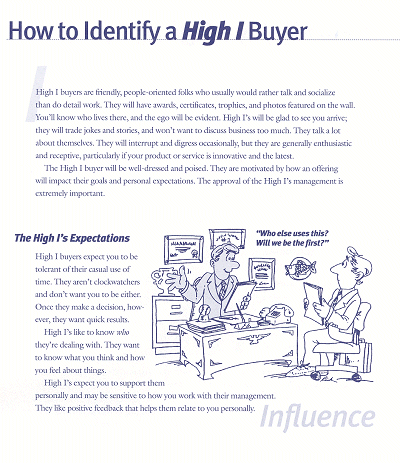 How to Identify a High I Buyer
I
High I buyers are friendly, people-oriented folks who usually would rather talk and socialize
than do detail work. They will have awards, certificates, trophies, and photos featured on the wall.
You'll know who lives there, and the ego will be evident. High I's will be glad to see you arrive;
they will trade jokes and stories, and won't want to discuss business too much. They talk a lot
about themselves. They will interrupt and digress occasionally, but they are generally enthusiastic
and receptive, particularly if your product or service is innovative and the latest.
The High I buyer will be well-dressed and poised. They are motivated by how an offering
will impact their goals and personal expectations. The approval of the High I's management is
extremely important.
The High I's Expectations
High I buyers expect you to be
tolerant of their casual use of
time. They aren't clockwatchers
and don't want you to be either.
Once they make a decision, how-
ever, they want quick results.
High I's like to know who
they're dealing with. They want
to know what you think and how
you feel about things.
High I's expect you to support them
personally and may be sensitive to how you work with their management.
They like positive feedback that helps them relate to you personally.
"Who else uses this?
Will we be the first?"
Influence